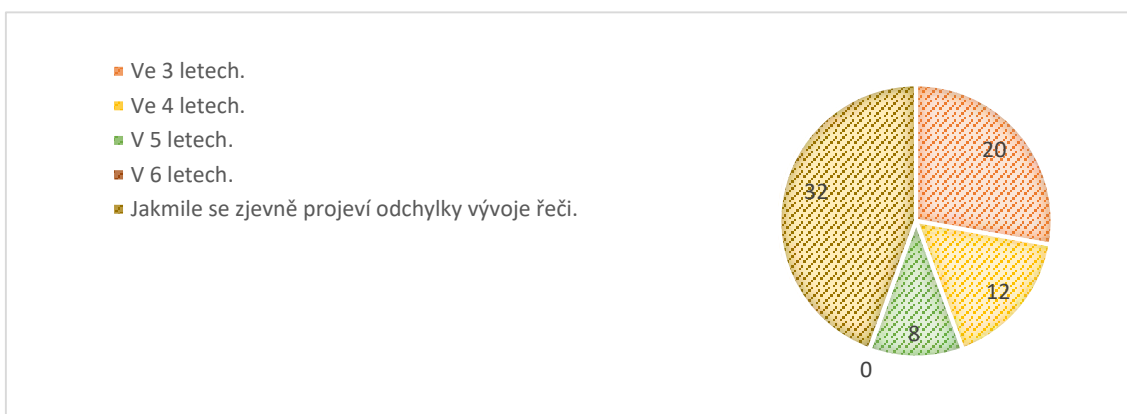 Ve 3 letech.
Ve 4 letech.
V 5 letech.
V 6 letech.
Jakmile se zjevně projeví odchylky vývoje řeči.
20
32
12
8
0